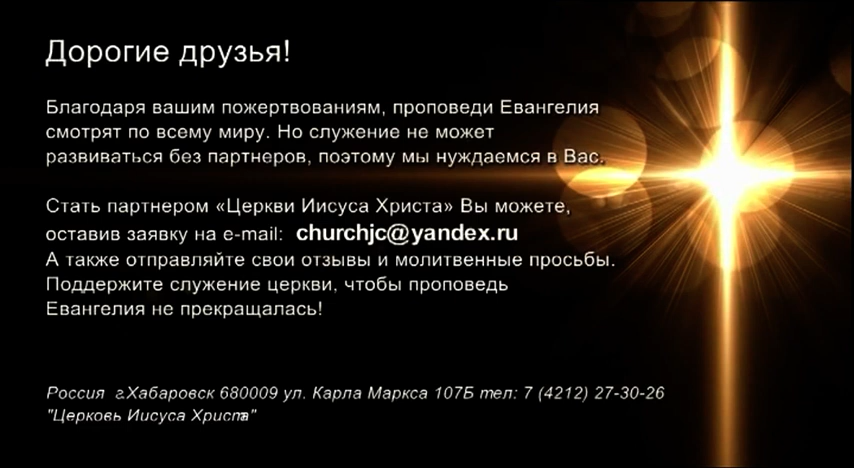 Дорогие друзья!
Благодаря вашим пожертвованиям, проповеди Евангелия
смотрят по всему миру. Но служение не может
развиваться без партнеров, поэтому мы нуждаемся в Вас.
Стать партнером «Церкви Иисуса Христа» Вы можете,
оставив заявку на e-mail: churchjc@yandex.ru
А также отправляйте свои отзывы и молитвенные просьбы.
Поддержите служение церкви, чтобы проповедь
Евангелия не прекращалась!
Россия г.Хабаровск 680009 ул. Карла Маркса 107Б тел: 7 (4212) 27-30-26
"Церковь Иисуса Христа"